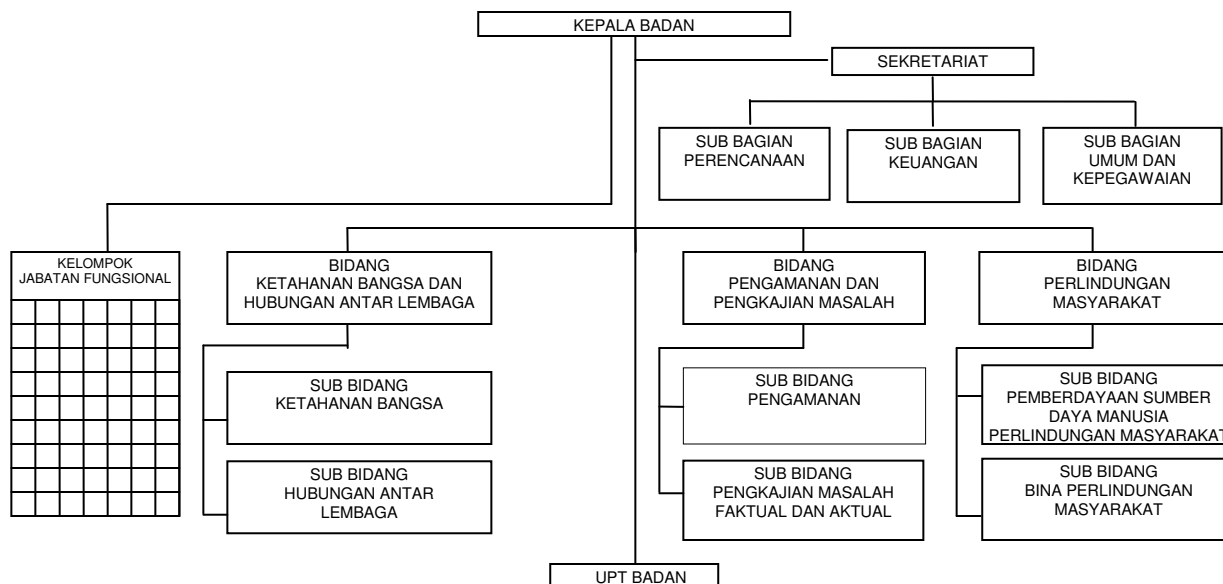 KEPALA BADAN
SEKRETARIAT
SUB BAGIAN
PERENCANAAN
SUB BAGIAN
KEUANGAN
SUB BAGIAN
UMUM DAN
KEPEGAWAIAN
KELOMPOK
JABATAN FUNGSIONAL
BIDANG
KETAHANAN BANGSA DAN
HUBUNGAN ANTAR LEMBAGA
BIDANG
PENGAMANAN DAN
PENGKAJIAN MASALAH
BIDANG
PERLINDUNGAN
MASYARAKAT
SUB BIDANG
KETAHANAN BANGSA
SUB BIDANG
PENGAMANAN
SUB BIDANG
PEMBERDAYAAN SUMBER
DAYA MANUSIA
PERLINDUNGAN MASYARAKAT
SUB BIDANG
HUBUNGAN ANTAR
LEMBAGA
SUB BIDANG
PENGKAJIAN MASALAH
FAKTUAL DAN AKTUAL
SUB BIDANG
BINA PERLINDUNGAN
MASYARAKAT
UPT BADAN